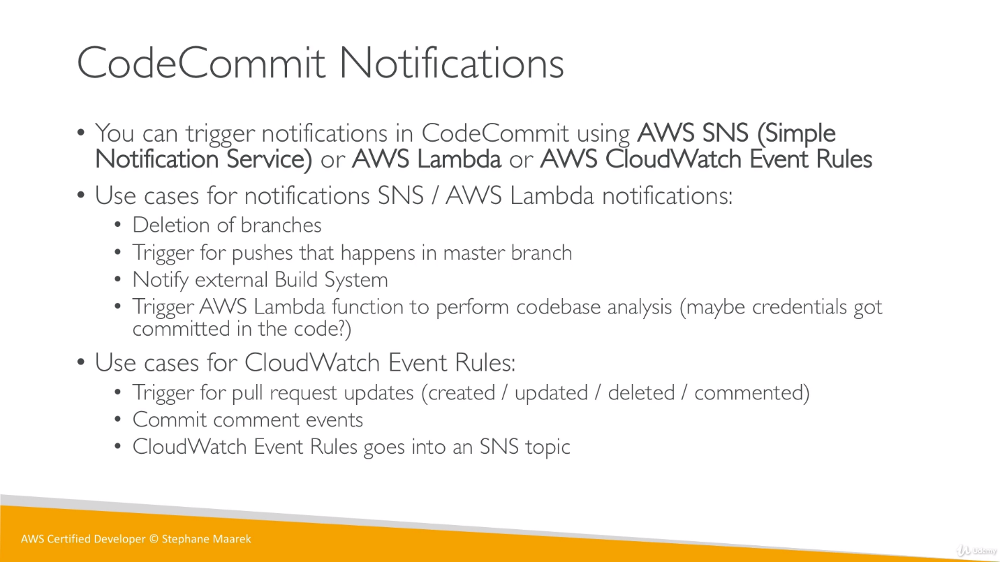 CodeCommit Notifications
• You can trigger notifications in CodeCommit using AWS SNS (Simple
Notification Service) or AWS Lambda or AWS CloudWatch Event Rules
• Use cases for notifications SNS / AWS Lambda notifications:
• Deletion of branches
• Trigger for pushes that happens in master branch
• Notify external Build System
• Trigger AWS Lambda function to perform codebase analysis (maybe credentials got
committed in the code?)
• Use cases for CloudWatch Event Rules:
• Trigger for pull request updates (created / updated / deleted / commented)
• Commit comment events
• CloudWatch Event Rules goes into an SNS topic
AWS Certified Developer © Stephane Maarek
Udemy